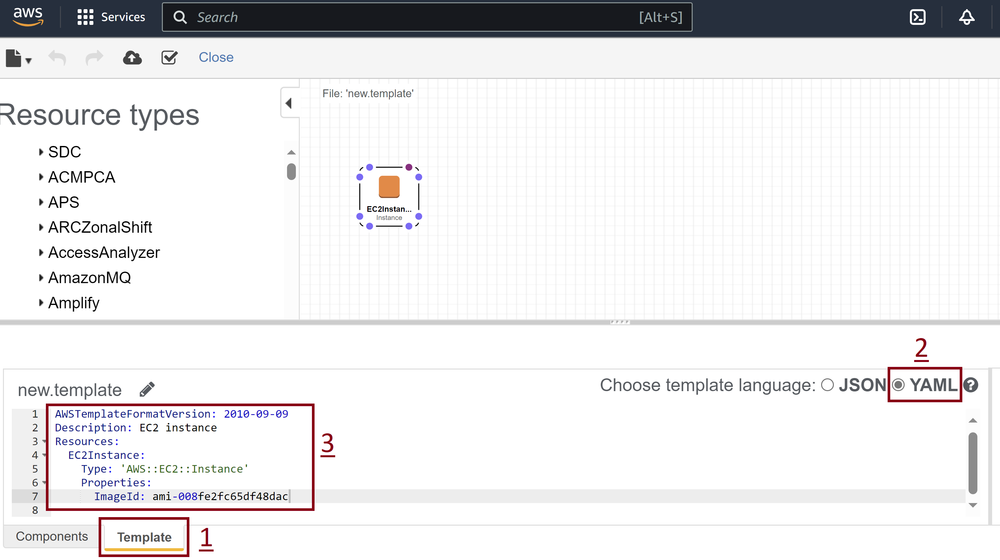 aws
Services
Search
[Alt+S]
Close
Resource types
SDC
ACMPCA
APS
ARCZonalShift
AccessAnalyzer
AmazonMQ
Amplify
File: 'new.template'
EC2Instan...
Instance
2
new.template
Choose template language: JSON YAML
1 AWSTemplateFormatVersion: 2010-09-09
2 Description: EC2 instance
3 Resources:
4 EC2Instance:
5 Type: 'AWS::EC2::Instance'
6 Properties:
7 ImageId: ami-008fe2fc65df48dac
8
3
Components
Template
1